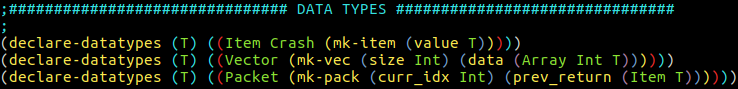 ;############################### DATA TYPES ###############################
;
(declare-datatypes (T) ((Item Crash (mk-item (value T)))))
(declare-datatypes (T) ((Vector (mk-vec (size Int) (data (Array Int T))))))
(declare-datatypes (T) ((Packet (mk-pack (curr_idx Int) (prev_return (Item T))))))